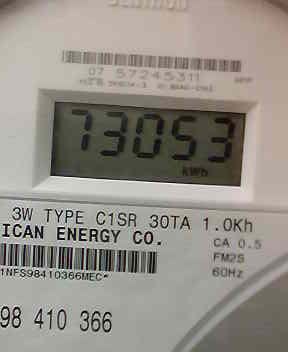 07 57245311
73053
kWh
3W TYPE C1SR 30TA 1.0Kh
ICAN ENERGY CO.
CA 0.5
FM2S
60Hz
1NFS98410366MEC*
98 410 366